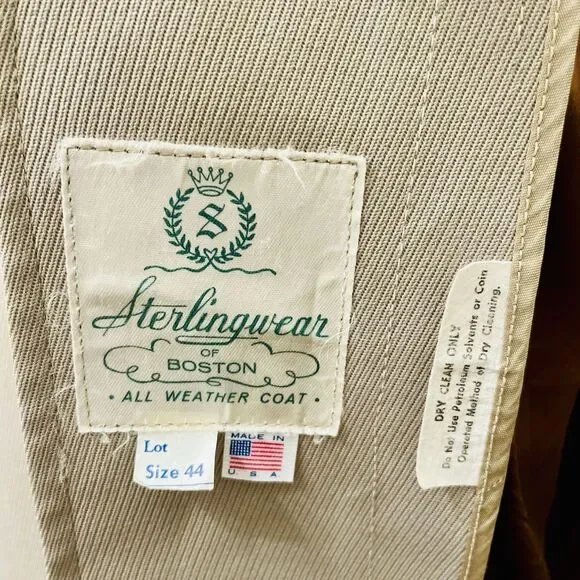 S
Sterlingwear
OF
BOSTON
• ALL WEATHER COAT •
Lot
Size 44
MADE IN
U S A
DRY CLEAN ONLY
Do Not Use Petroleum Solvents or Coin
Operated Method of Dry Cleaning.